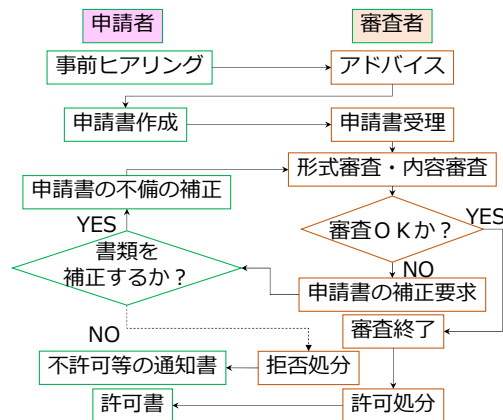 申請者
審査者
事前ヒアリング
アドバイス
申請書作成
申請書受理
形式審査・内容審査
申請書の不備の補正
YES
審査ＯＫか？
YES
書類を
補正するか？
NO
申請書の補正要求
審査終了
NO
不許可等の通知書
拒否処分
許可書
許可処分